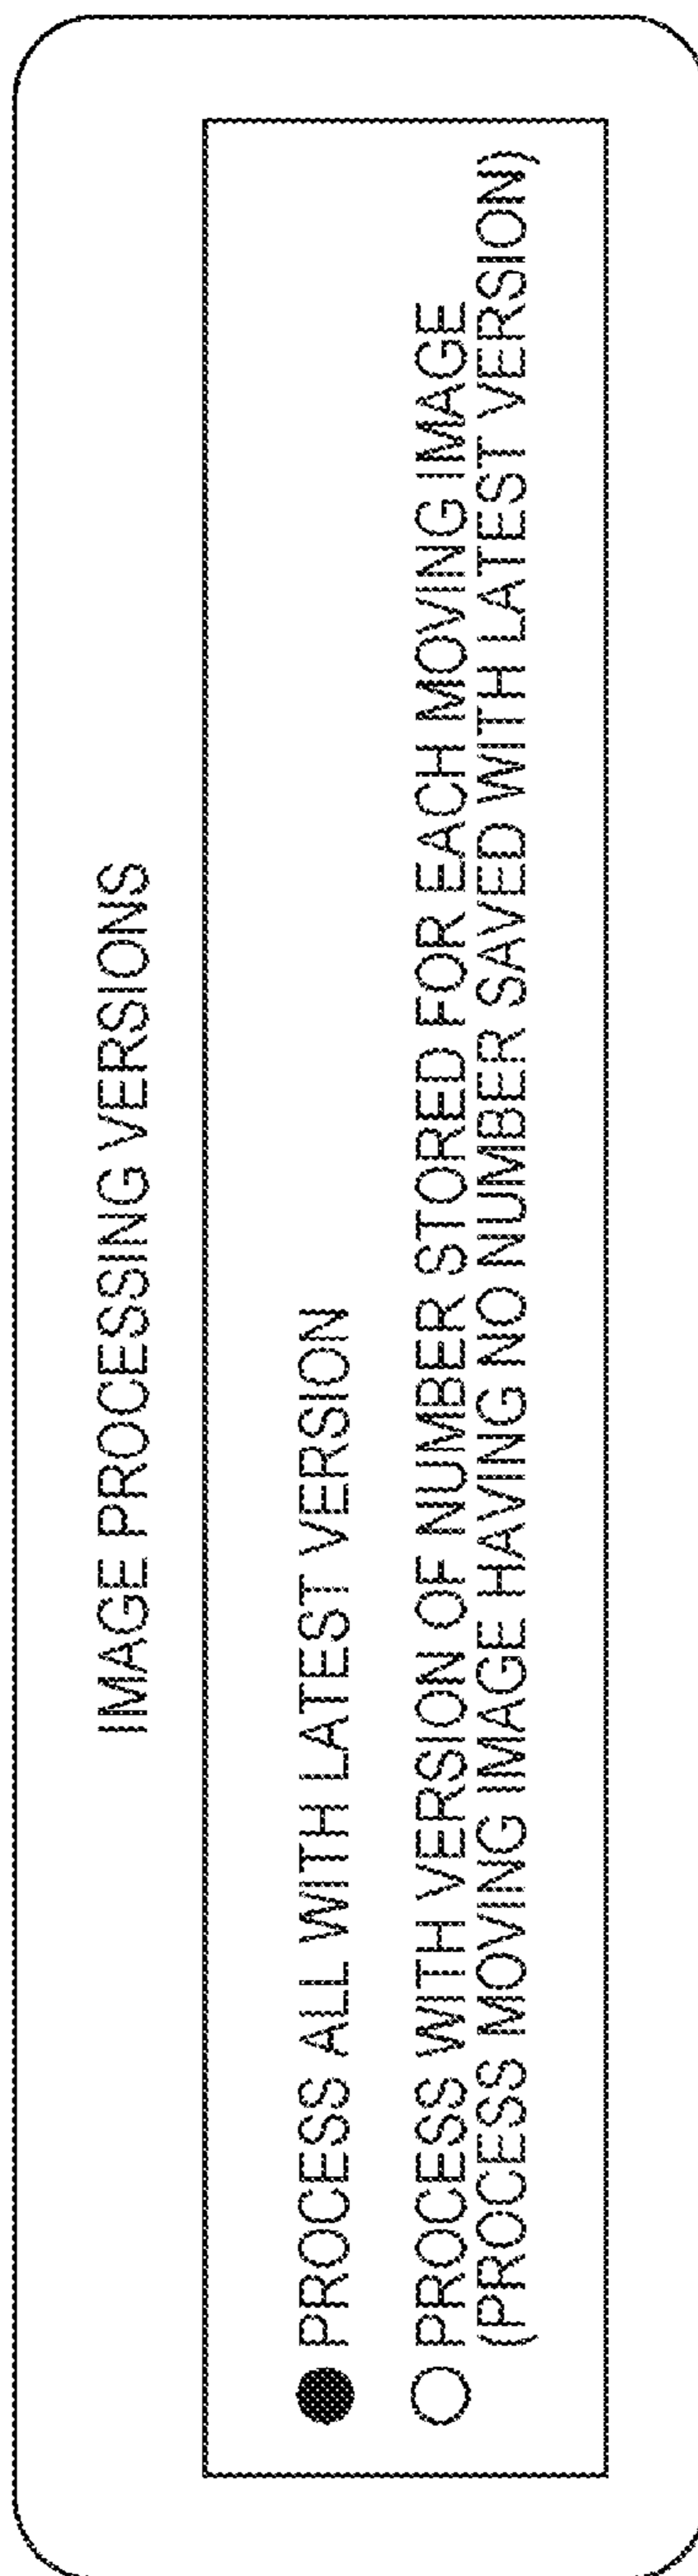 IMAGE PROCESSING VERSIONS
PROCESS ALL WITH LATEST VERSION
PROCESS WITH VERSION OF NUMBER STORED FOR EACH MOVING IMAGE
(PROCESS MOVING IMAGE HAVING NO NUMBER SAVED WITH LATEST VERSION)